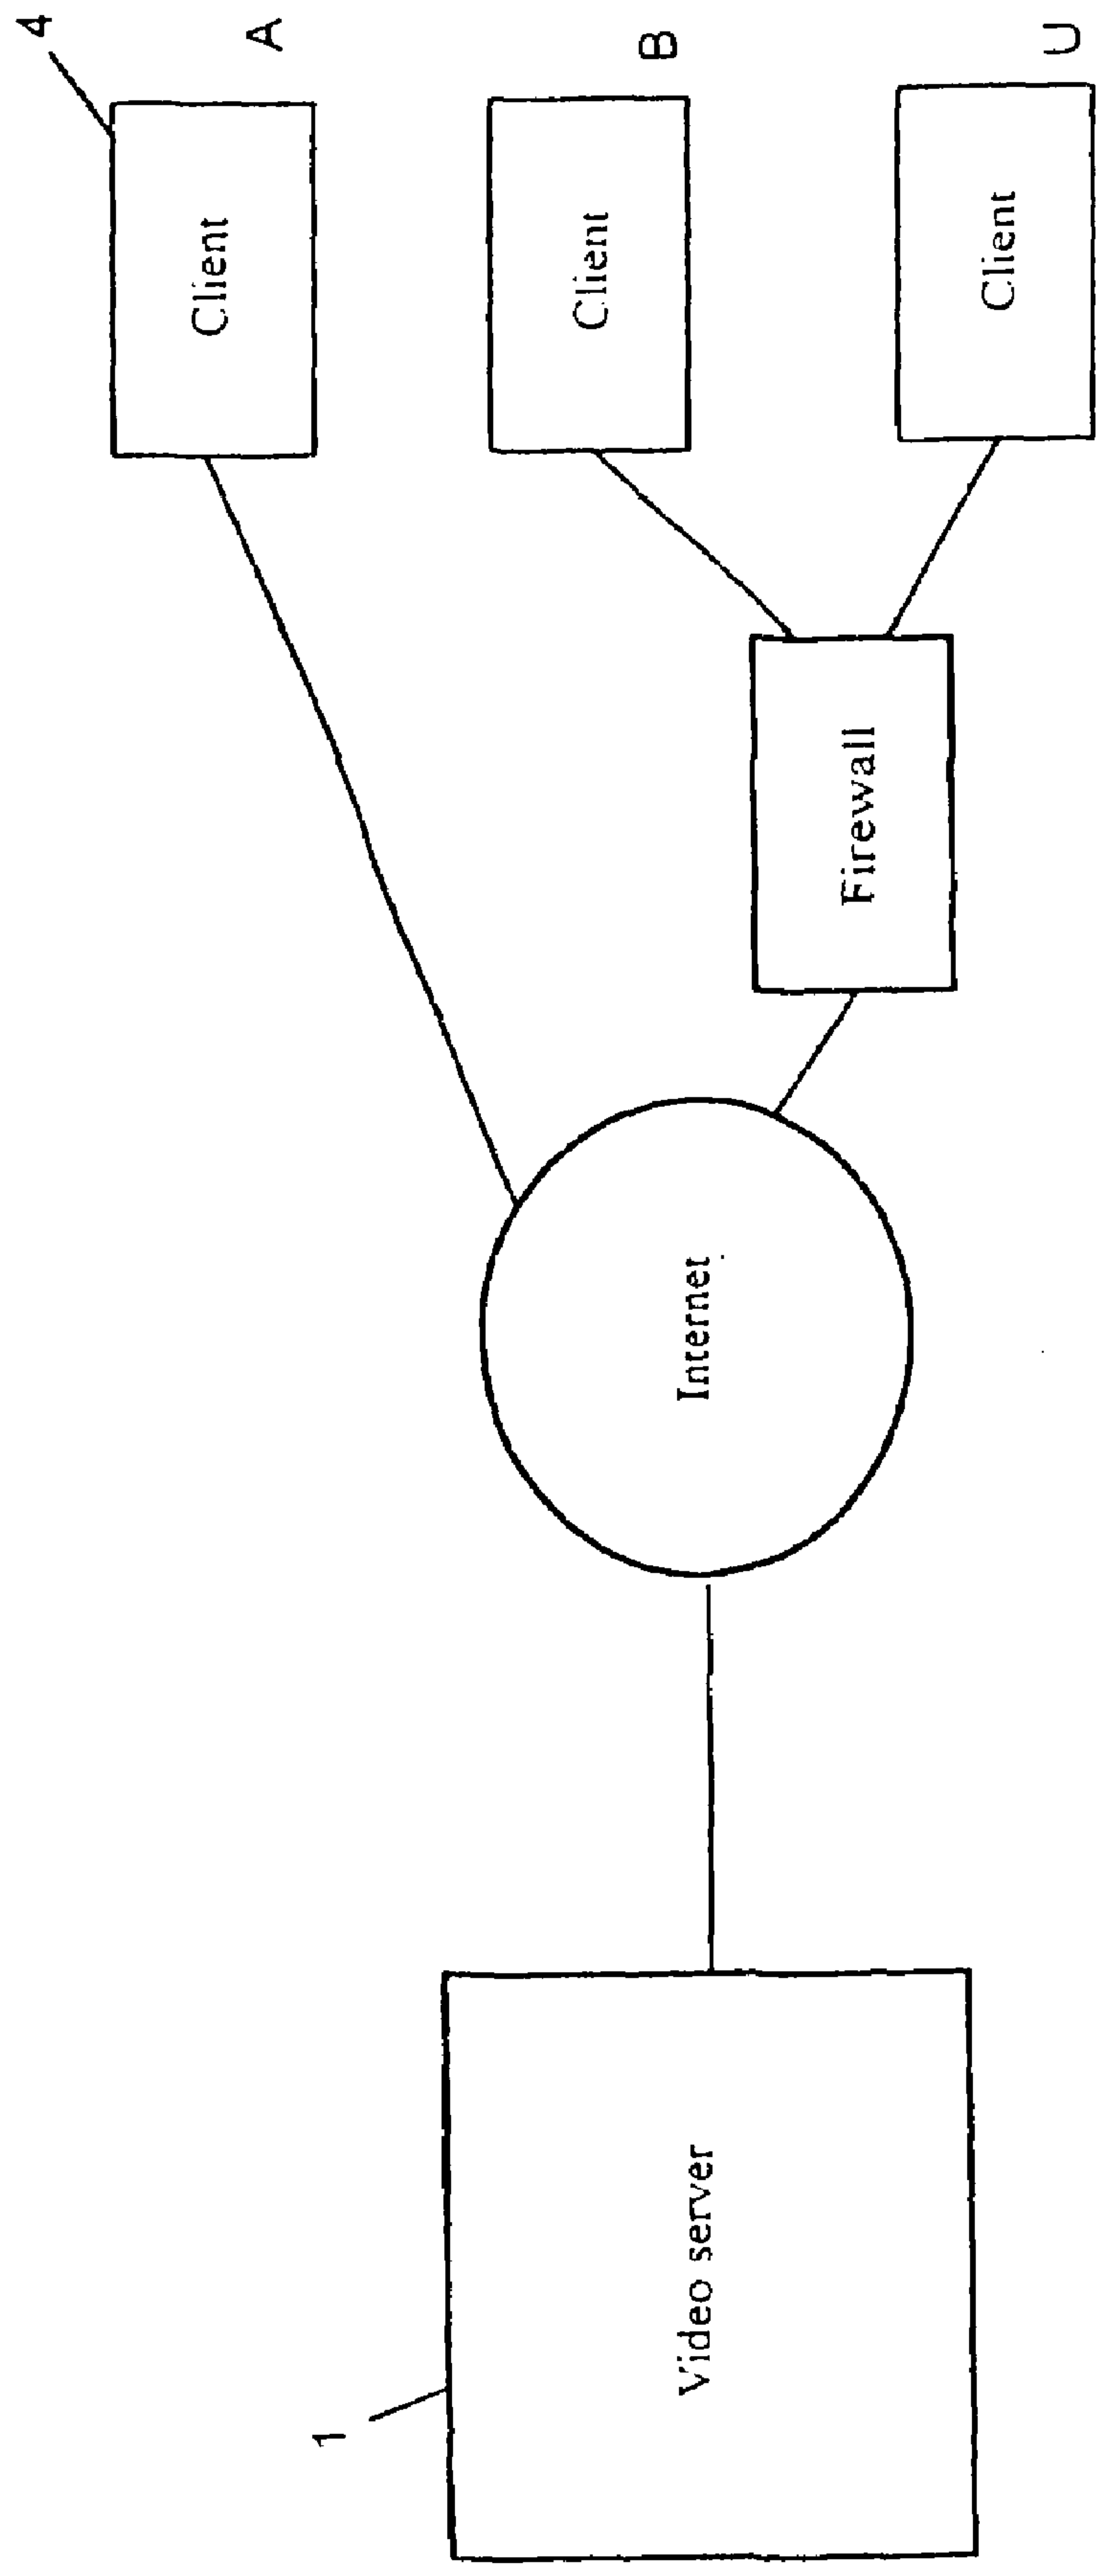 4
Client
A
1
Client
B
Internet
Video server
Firewall
Client
U